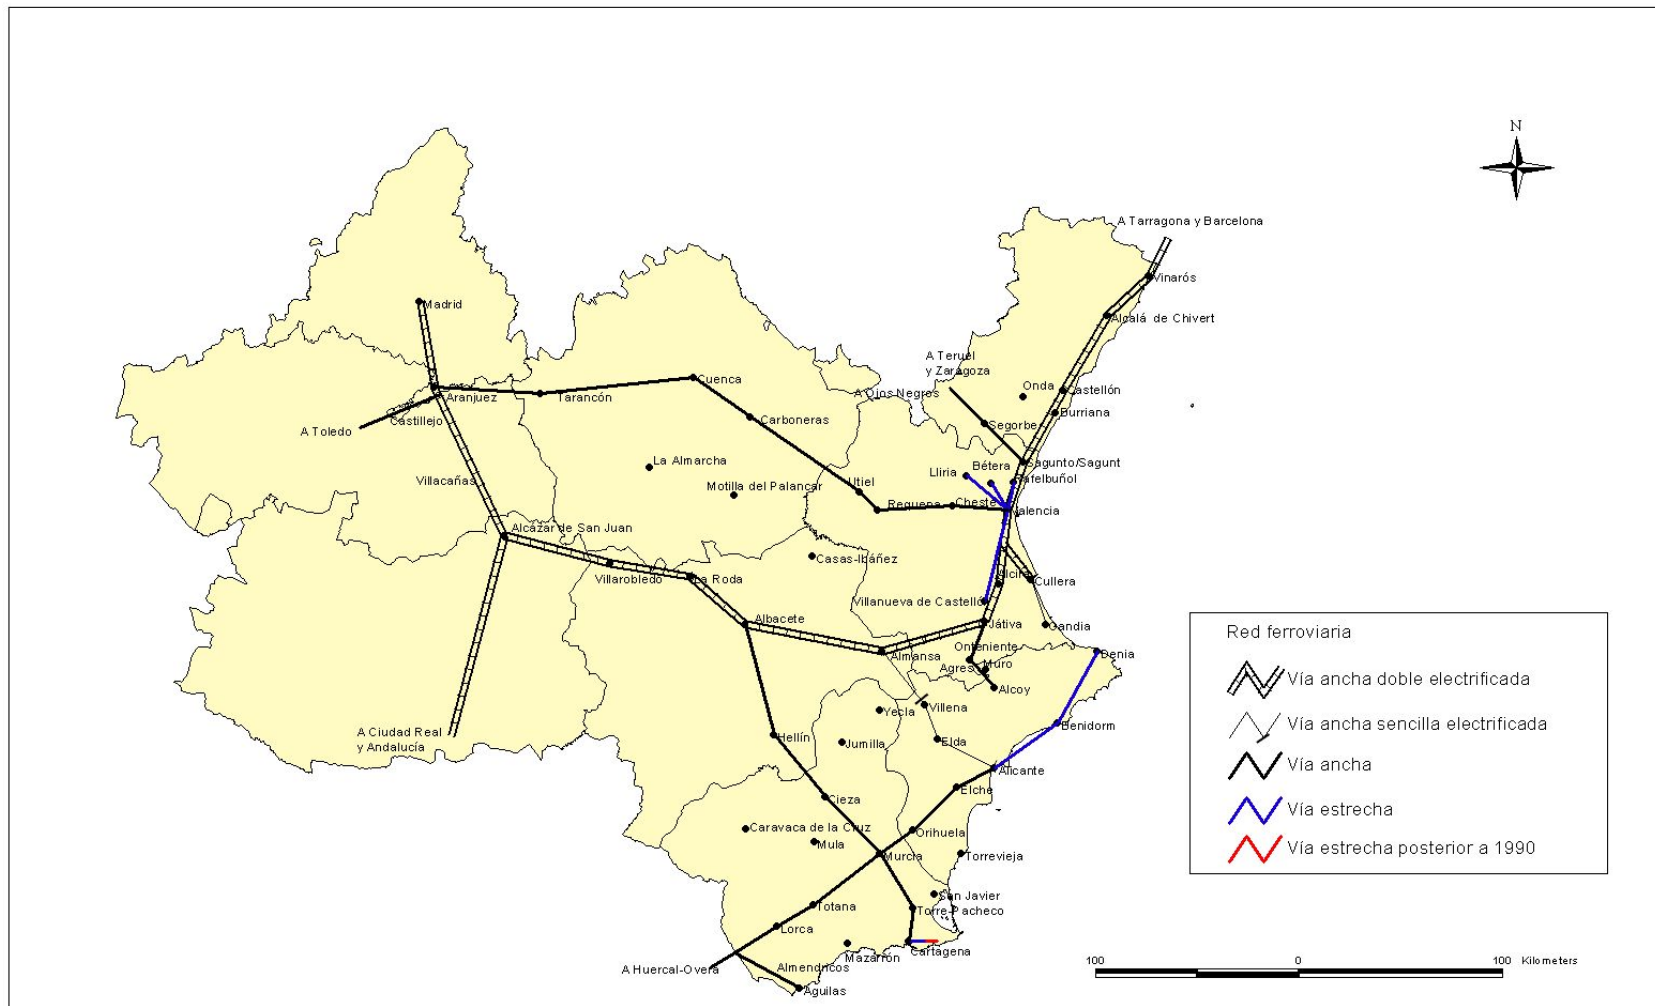 N
A Tarragona y Barcelona
Vinarós
Madrid
Alcalá de Chivert
A Teruel
y Zaragoza
Cuenca
Onda
Castellón
A Ojos Negros
Aranjuez
Tarancón
Burriana
Carboneras
Castillejo
Segorbe
A Toledo
La Almarcha
Bétera
Sagunto/Sagunt
Lliria
Villacañas
Motilla del Palancar
Utiel
Rafelbuñol
Requena
Cheste
Valencia
Alcázar de San Juan
Casas-Ibáñez
Villarobledo
La Roda
Alcira
Cullera
Villanueva de Castelló
Albacete
Játiva
Gandia
Onteniente
Almansa
Agres
Muro
Denia
Alcoy
Villena
Yecla
A Ciudad Real
y Andalucía
Benidorm
Hellín
Jumilla
Elda
Alicante
Elche
Cieza
Caravaca de la Cruz
Mula
Orihuela
Murcia
Torrevieja
San Javier
Totana
Torre-Pacheco
Lorca
Cartagena
Mazarrón
A Huercal-Overa
Almendricos
Aguilas
Red ferroviaria
Vía ancha doble electrificada
Vía ancha sencilla electrificada
Vía ancha
Vía estrecha
Vía estrecha posterior a 1990
100 0 100 Kilometers